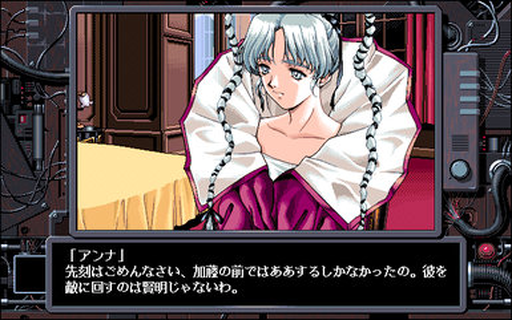 「アンナ」
先刻はごめんなさい、加藤の前ではああするしかなかったの。彼を
敵に回すのは賢明じゃないわ。